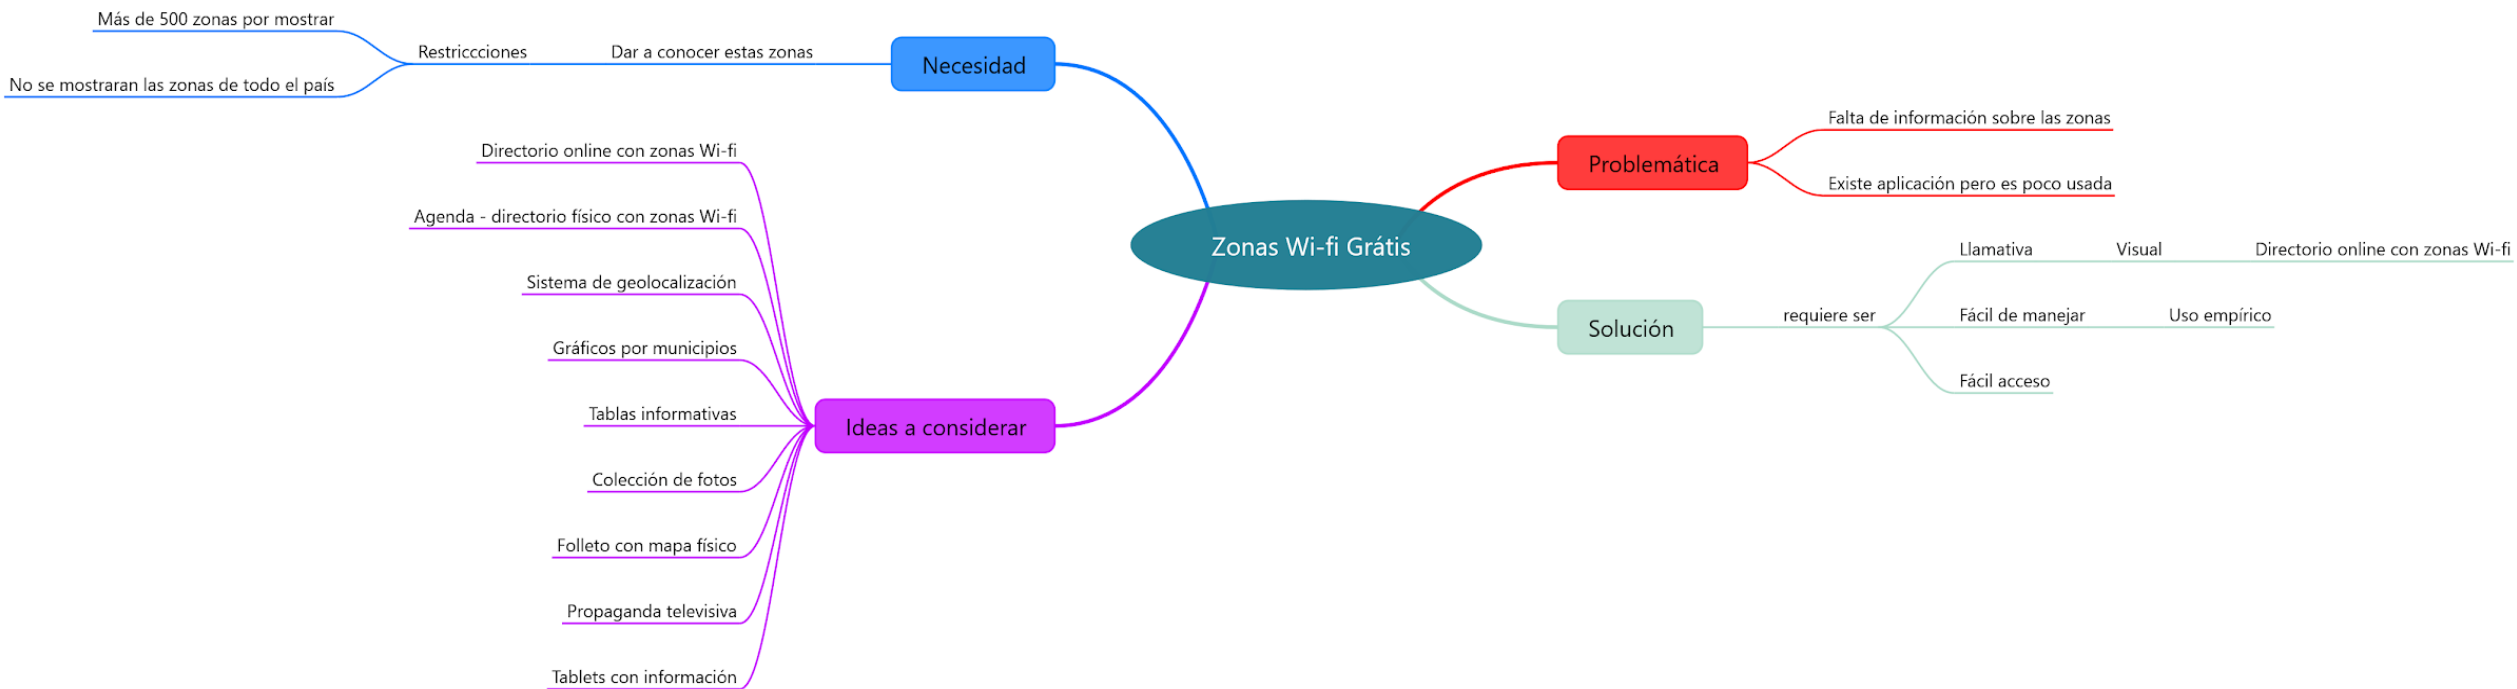 Zonas Wi-fi Grátis
Necesidad
Dar a conocer estas zonas
Restriccciones
Más de 500 zonas por mostrar
No se mostraran las zonas de todo el país
Ideas a considerar
Directorio online con zonas Wi-fi
Agenda - directorio físico con zonas Wi-fi
Sistema de geolocalización
Gráficos por municipios
Tablas informativas
Colección de fotos
Folleto con mapa físico
Propaganda televisiva
Tablets con información
Problemática
Falta de información sobre las zonas
Existe aplicación pero es poco usada
Solución
requiere ser
Llamativa
Visual
Directorio online con zonas Wi-fi
Fácil de manejar
Uso empírico
Fácil acceso